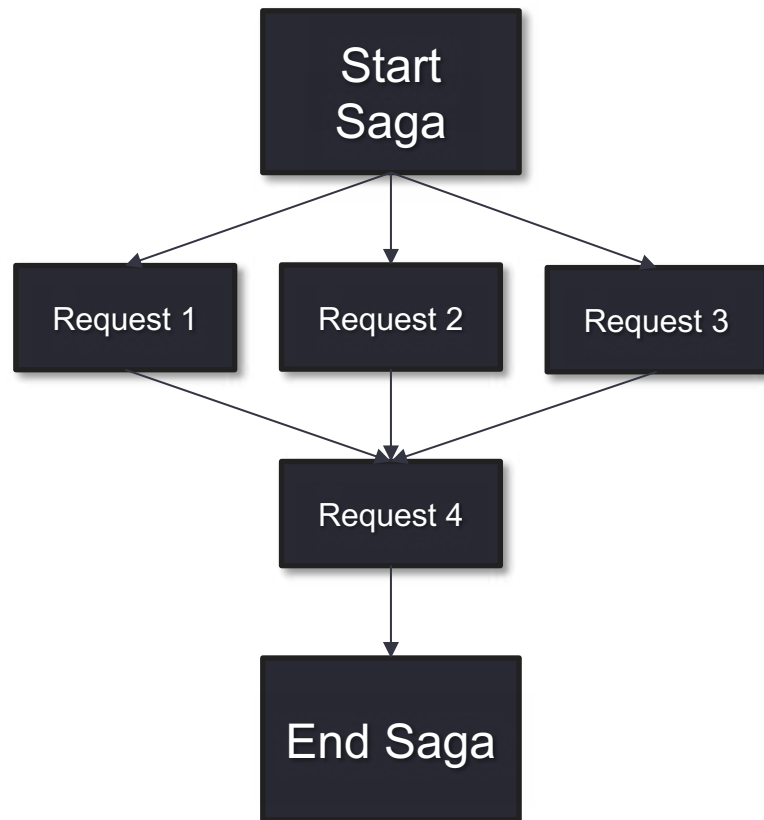 Start
Saga
Request 1
Request 2
Request 3
Request 4
End Saga